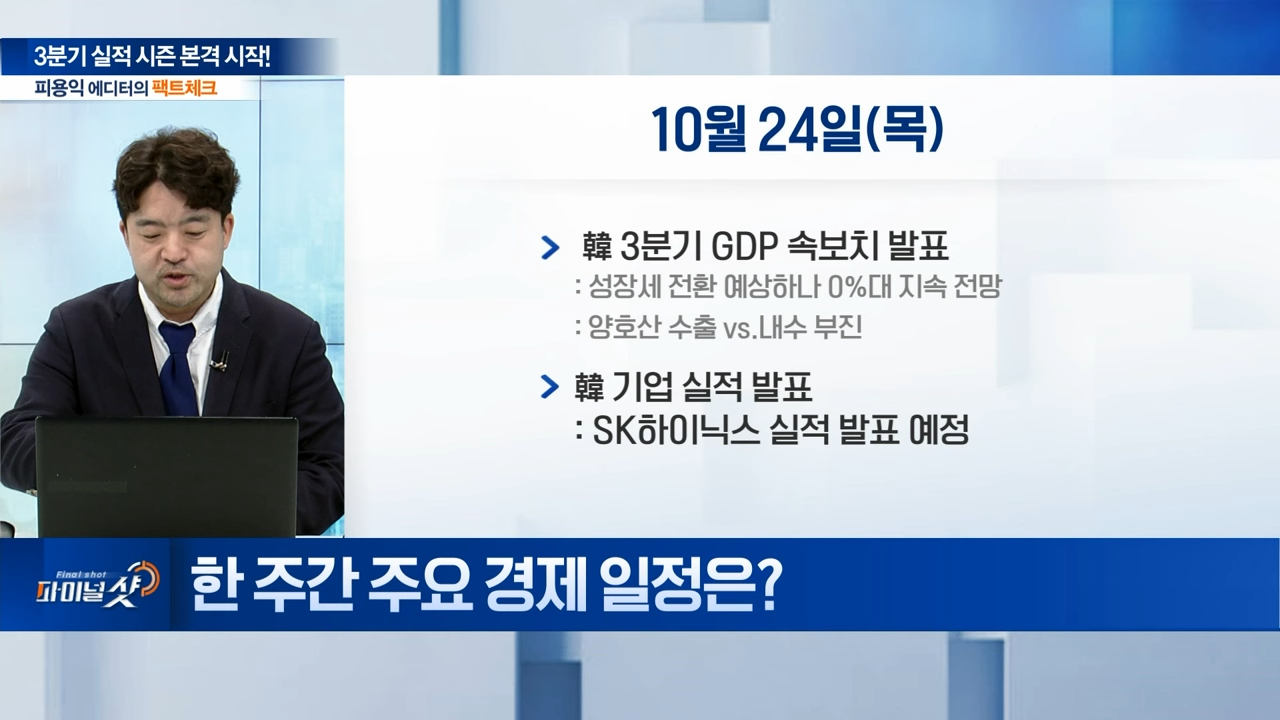 3분기 실적 시즌 본격 시작!
피용익 에디터의 팩트체크
10월 24일(목)
韓 3분기 GDP 속보치 발표
: 성장세 전환 예상하나 0%대 지속 전망
: 양호산 수출 vs.내수 부진
韓 기업 실적 발표
: SK하이닉스 실적 발표 예정
Final shot
파이널샷
한 주간 주요 경제 일정은?